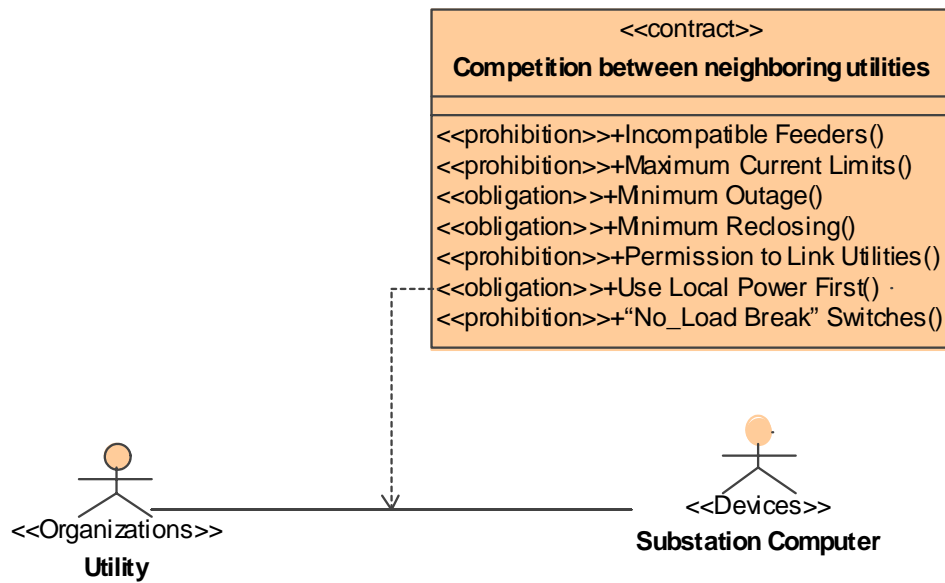 <<contract>>
Competition between neighboring utilities
<<prohibition>>+Incompatible Feeders()
<<prohibition>>+Maximum Current Limits()
<<obligation>>+Minimum Outage()
<<obligation>>+Minimum Reclosing()
<<prohibition>>+Permission to Link Utilities()
<<obligation>>+Use Local Power First()
<<prohibition>>+“No_Load Break” Switches()
<<Organizations>>
Utility
<<Devices>>
Substation Computer